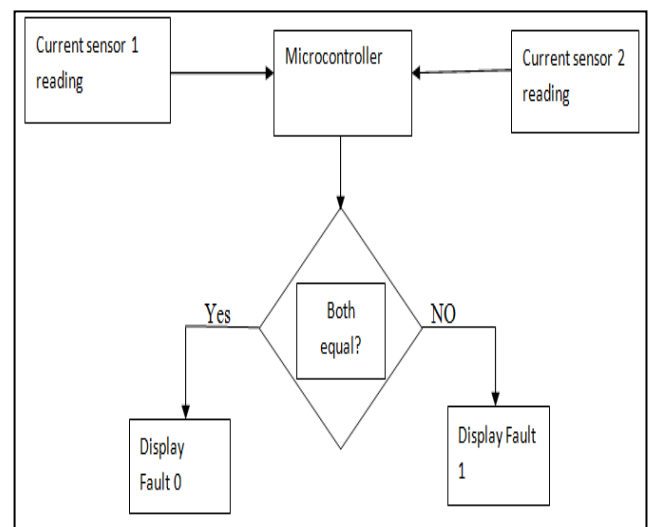 Current sensor 1
reading
Microcontroller
Current sensor 2
reading
Both
equal?
Yes
NO
Display
Fault 0
Display Fault
1